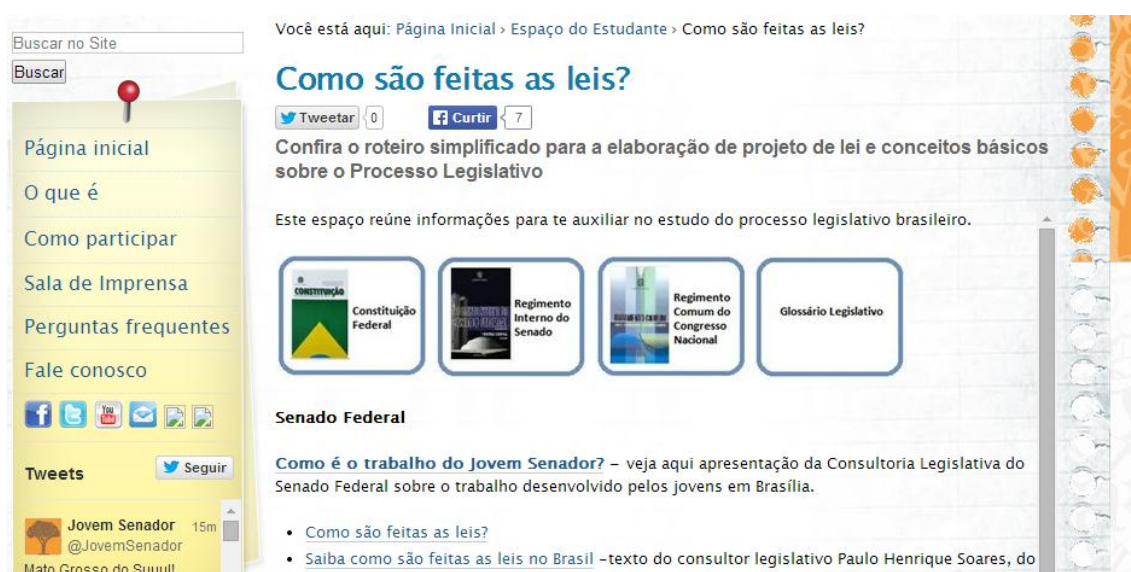 Você está aqui: Página Inicial › Espaço do Estudante › Como são feitas as leis?
Buscar no Site
Buscar
Página inicial
O que é
Como participar
Sala de Imprensa
Perguntas frequentes
Fale conosco
Tweets
Seguir
Jovem Senador 15m
@JovemSenador
Mato Grosso do Suuul!
Como são feitas as leis?
Tweetar 0
Curtir 7
Confira o roteiro simplificado para a elaboração de projeto de lei e conceitos básicos
sobre o Processo Legislativo
Este espaço reúne informações para te auxiliar no estudo do processo legislativo brasileiro.
CONSTITUIÇÃO
Constituição
Federal
Regimento
Interno do
Senado
Regimento
Comum do
Congresso
Nacional
Glossário Legislativo
Senado Federal
Como é o trabalho do Jovem Senador? – veja aqui apresentação da Consultoria Legislativa do
Senado Federal sobre o trabalho desenvolvido pelos jovens em Brasília.
• Como são feitas as leis?
• Saiba como são feitas as leis no Brasil –texto do consultor legislativo Paulo Henrique Soares, do